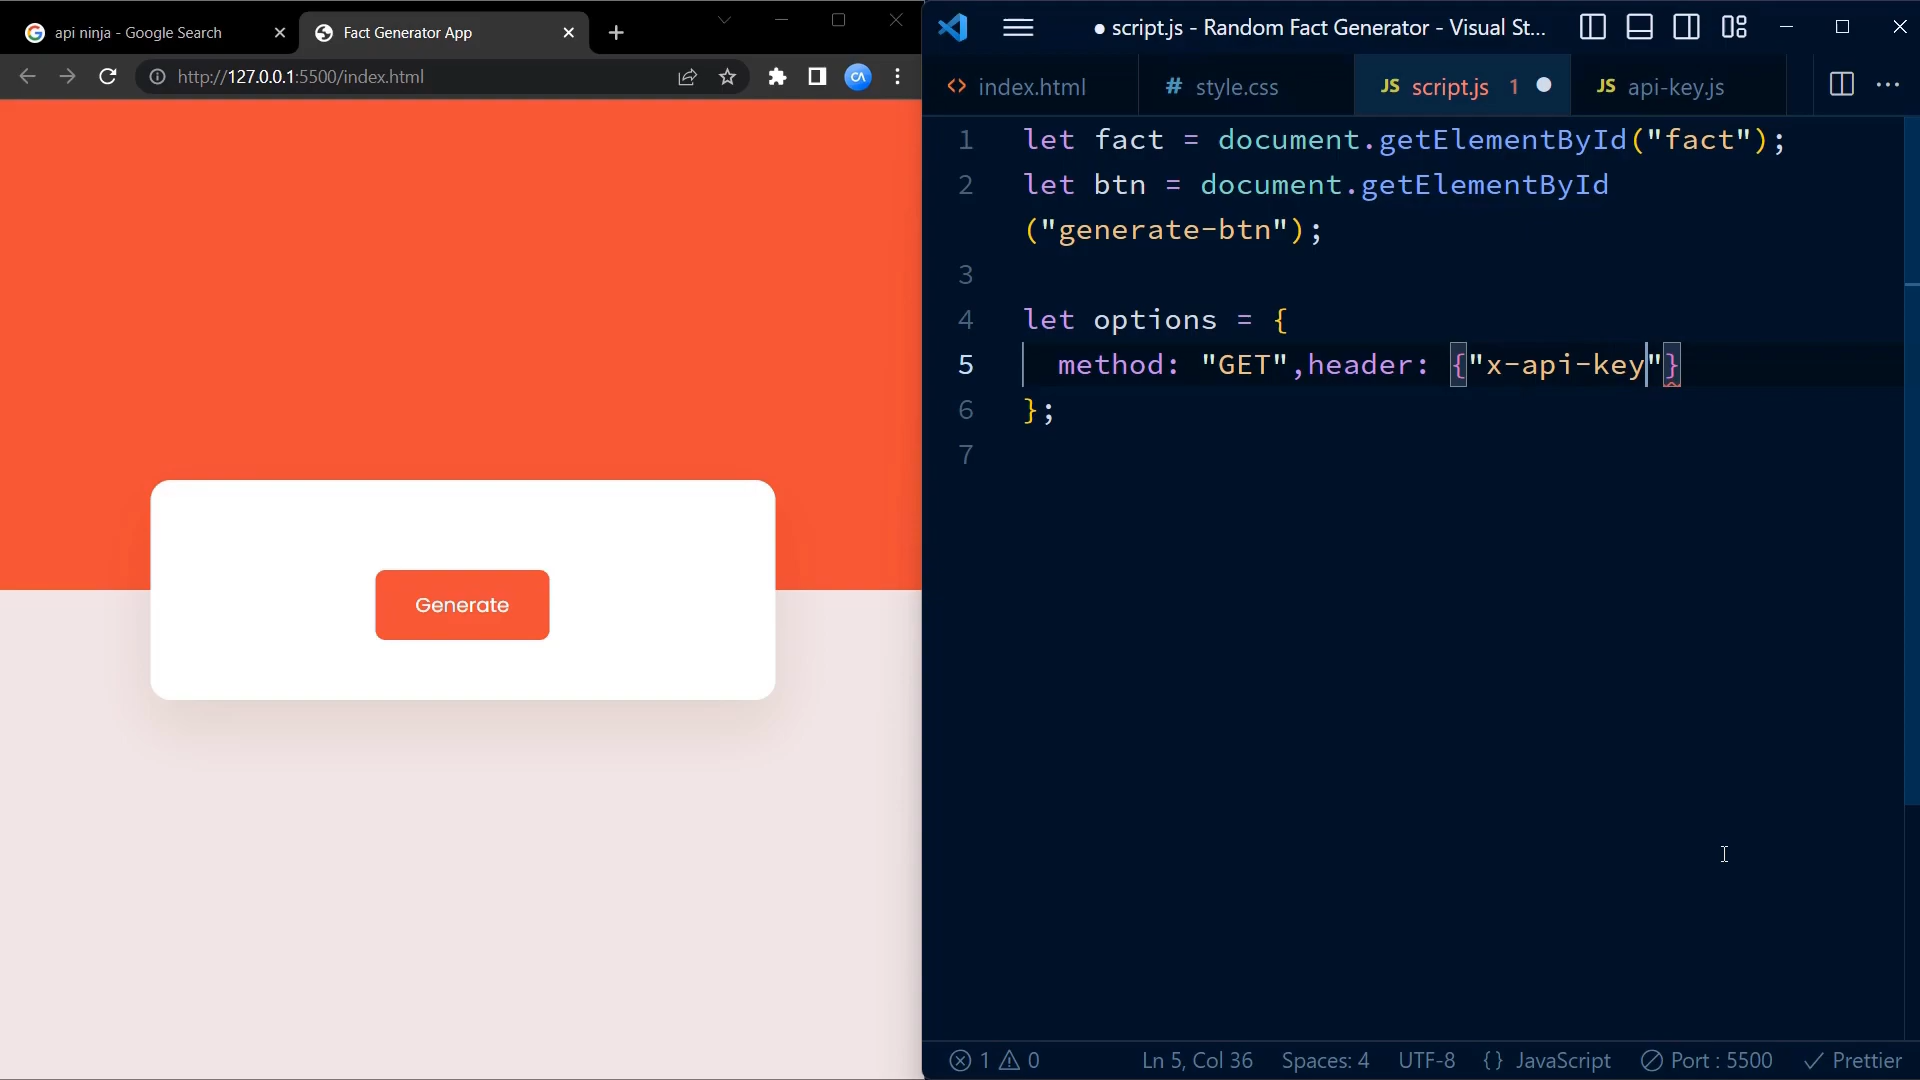 api ninja - Google Search
Fact Generator App
http://127.0.0.1:5500/index.html
CA
Generate
● script.js - Random Fact Generator - Visual St...
index.html
# style.css
JS script.js 1
JS api-key.js
1 let fact = document.getElementById("fact");
2 let btn = document.getElementById
("generate-btn");
3
4 let options = {
5 method: "GET",header: {"x-api-key"}
6 };
7
1 0 Ln 5, Col 36 Spaces: 4 UTF-8 {} JavaScript Port : 5500 Prettier